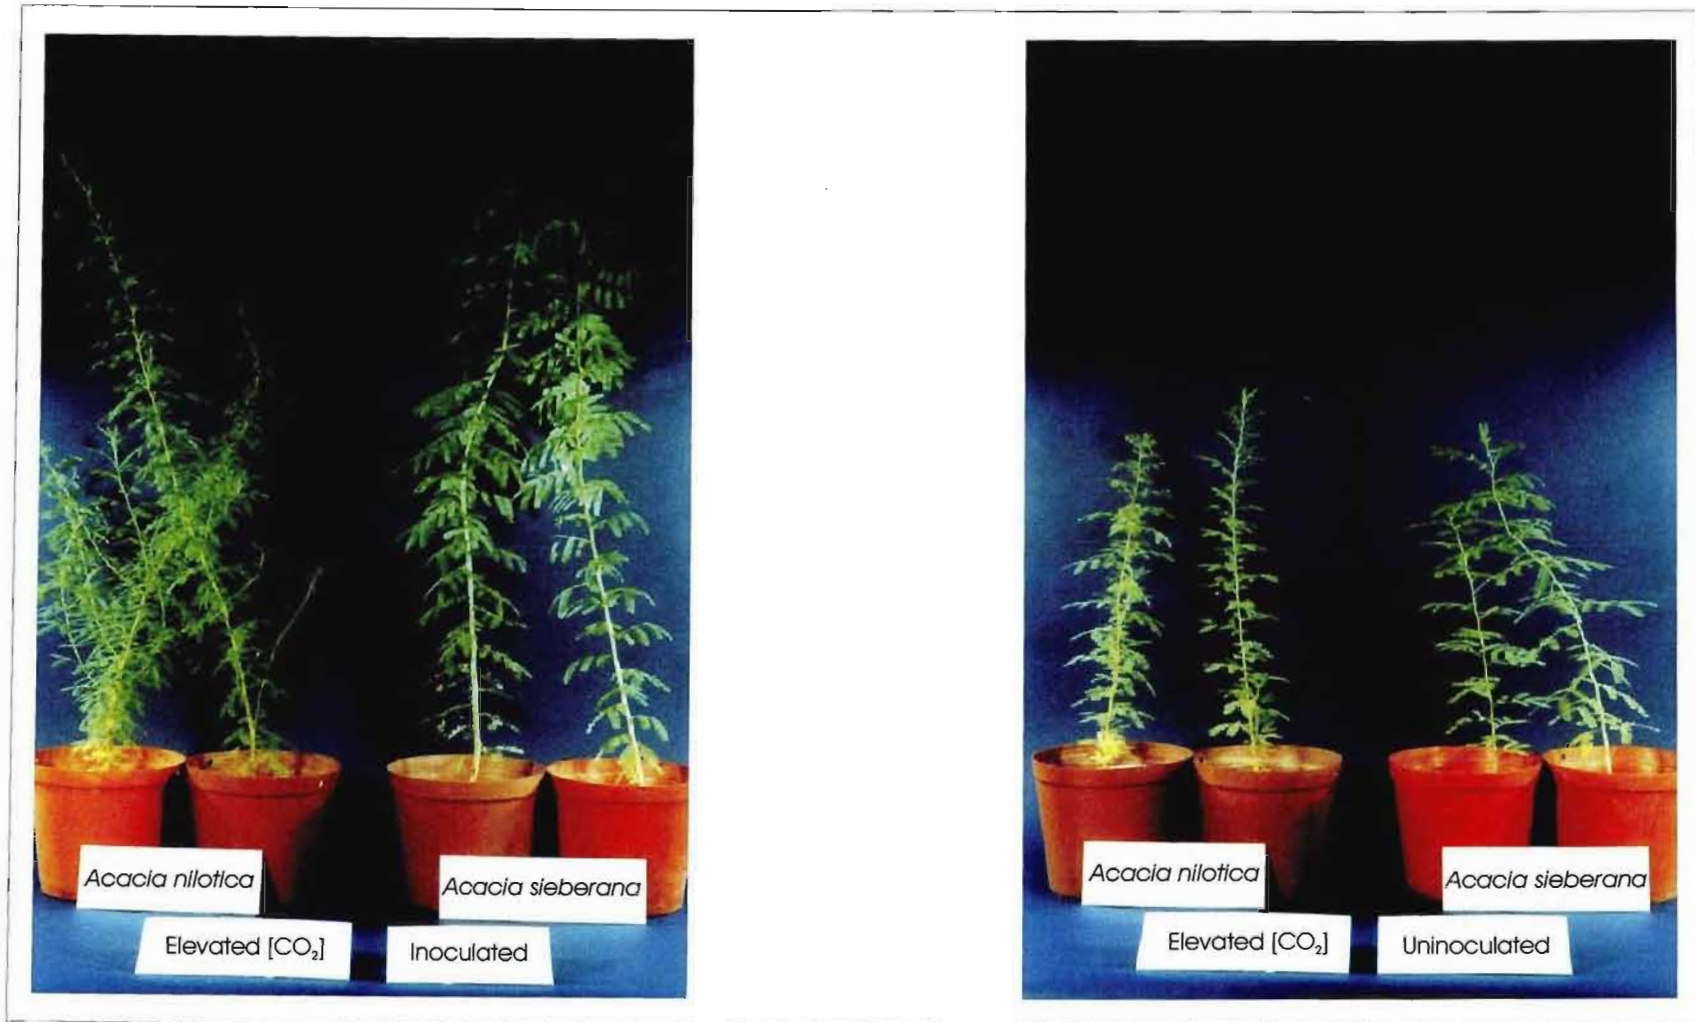 Acacia nilotica
Acacia sieberana
Elevated [CO₂]
Inoculated
Acacia nilotica
Acacia sieberana
Elevated [CO₂]
Uninoculated